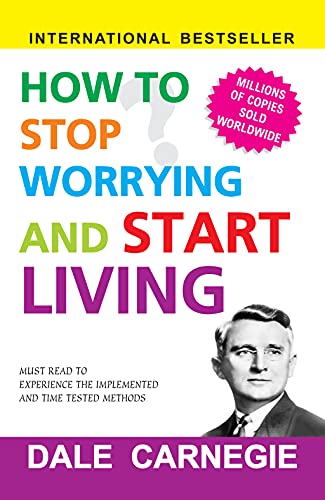 INTERNATIONAL BESTSELLER
HOW TO
STOP
WORRYING
AND START
LIVING
?
MILLIONS
OF COPIES
SOLD
WORLDWIDE
MUST READ TO
EXPERIENCE THE IMPLEMENTED
AND TIME TESTED METHODS
DALE CARNEGIE